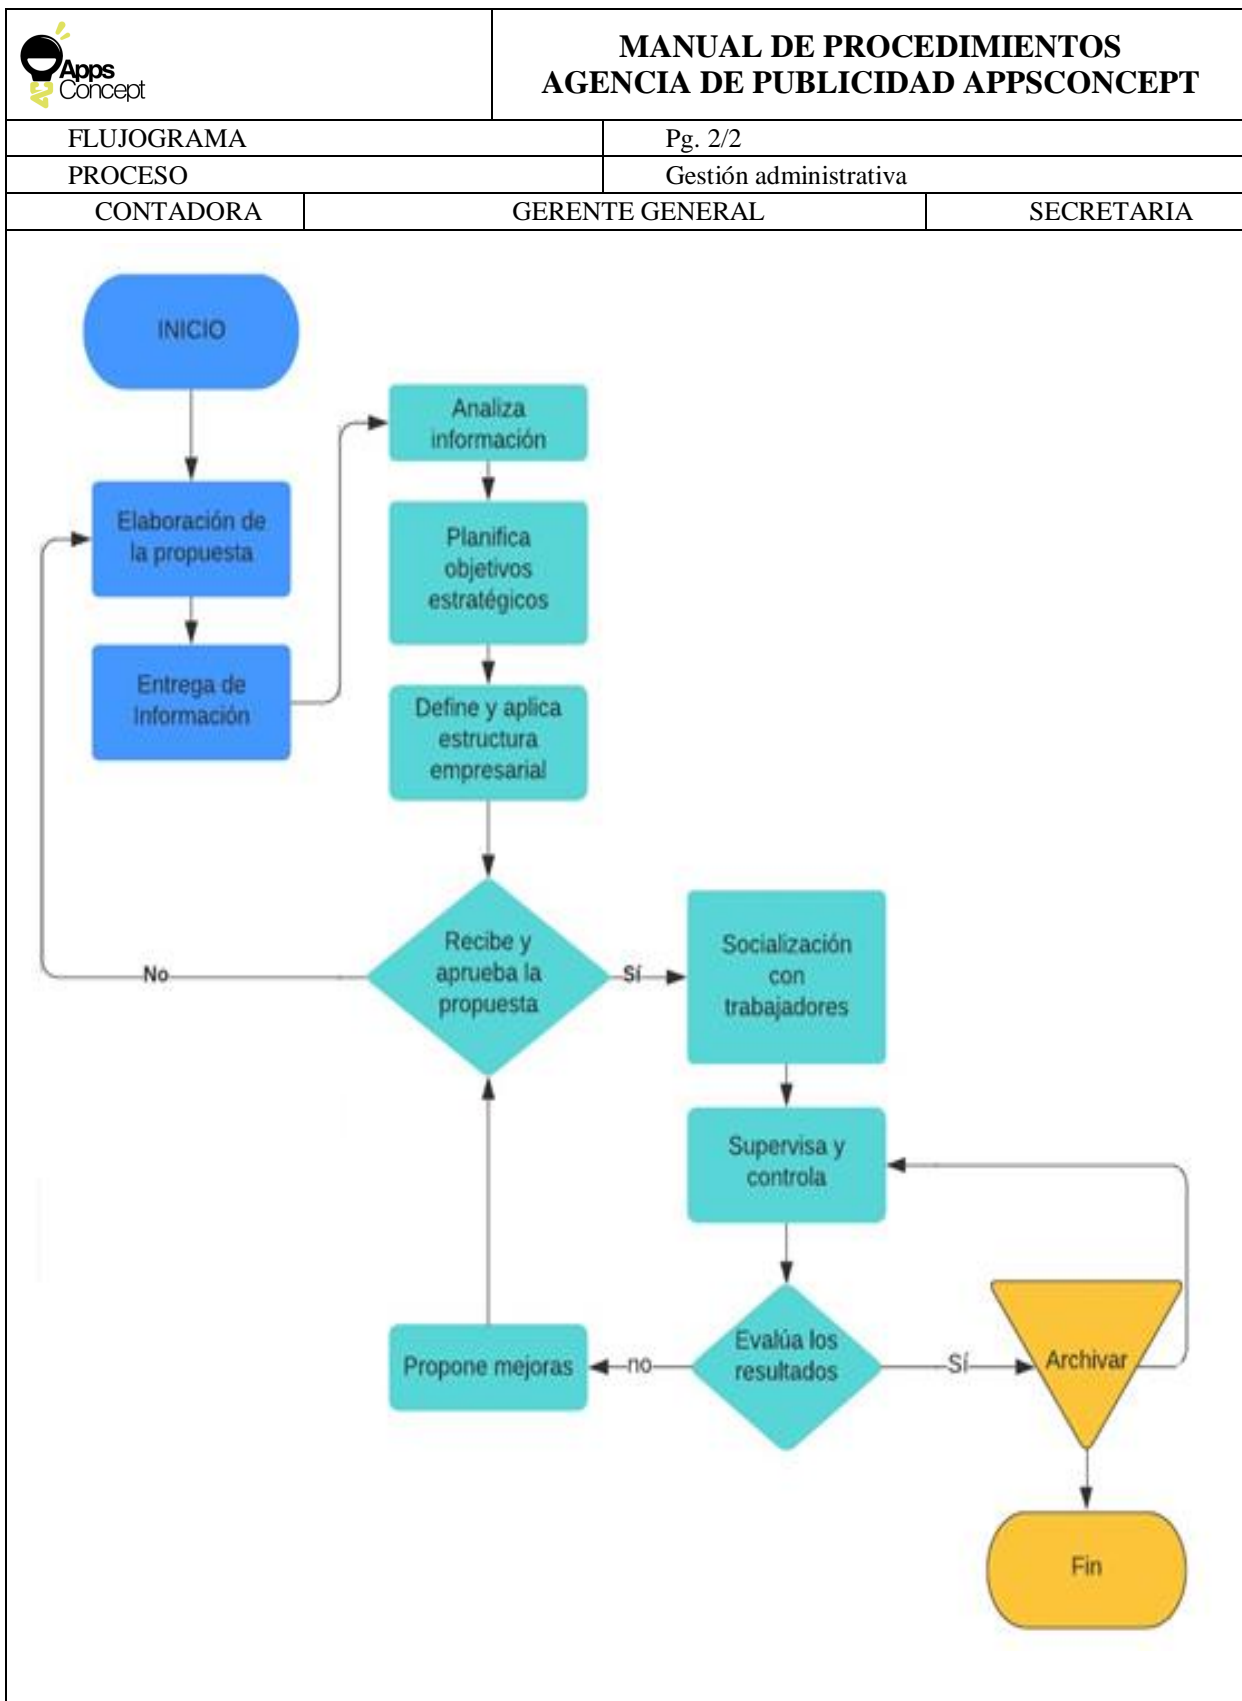 Apps
Concept
MANUAL DE PROCEDIMIENTOS
AGENCIA DE PUBLICIDAD APPSCONCEPT
FLUJOGRAMA
Pg. 2/2
PROCESO
Gestión administrativa
CONTADORA
GERENTE GENERAL
SECRETARIA
INICIO
Elaboración de
la propuesta
Entrega de
Información
Analiza
información
Planifica
objetivos
estratégicos
Define y aplica
estructura
empresarial
Recibe y
aprueba la
propuesta
No
Sí
Socialización
con
trabajadores
Supervisa y
controla
Evalúa los
resultados
no
Propone mejoras
Sí
Archivar
Fin